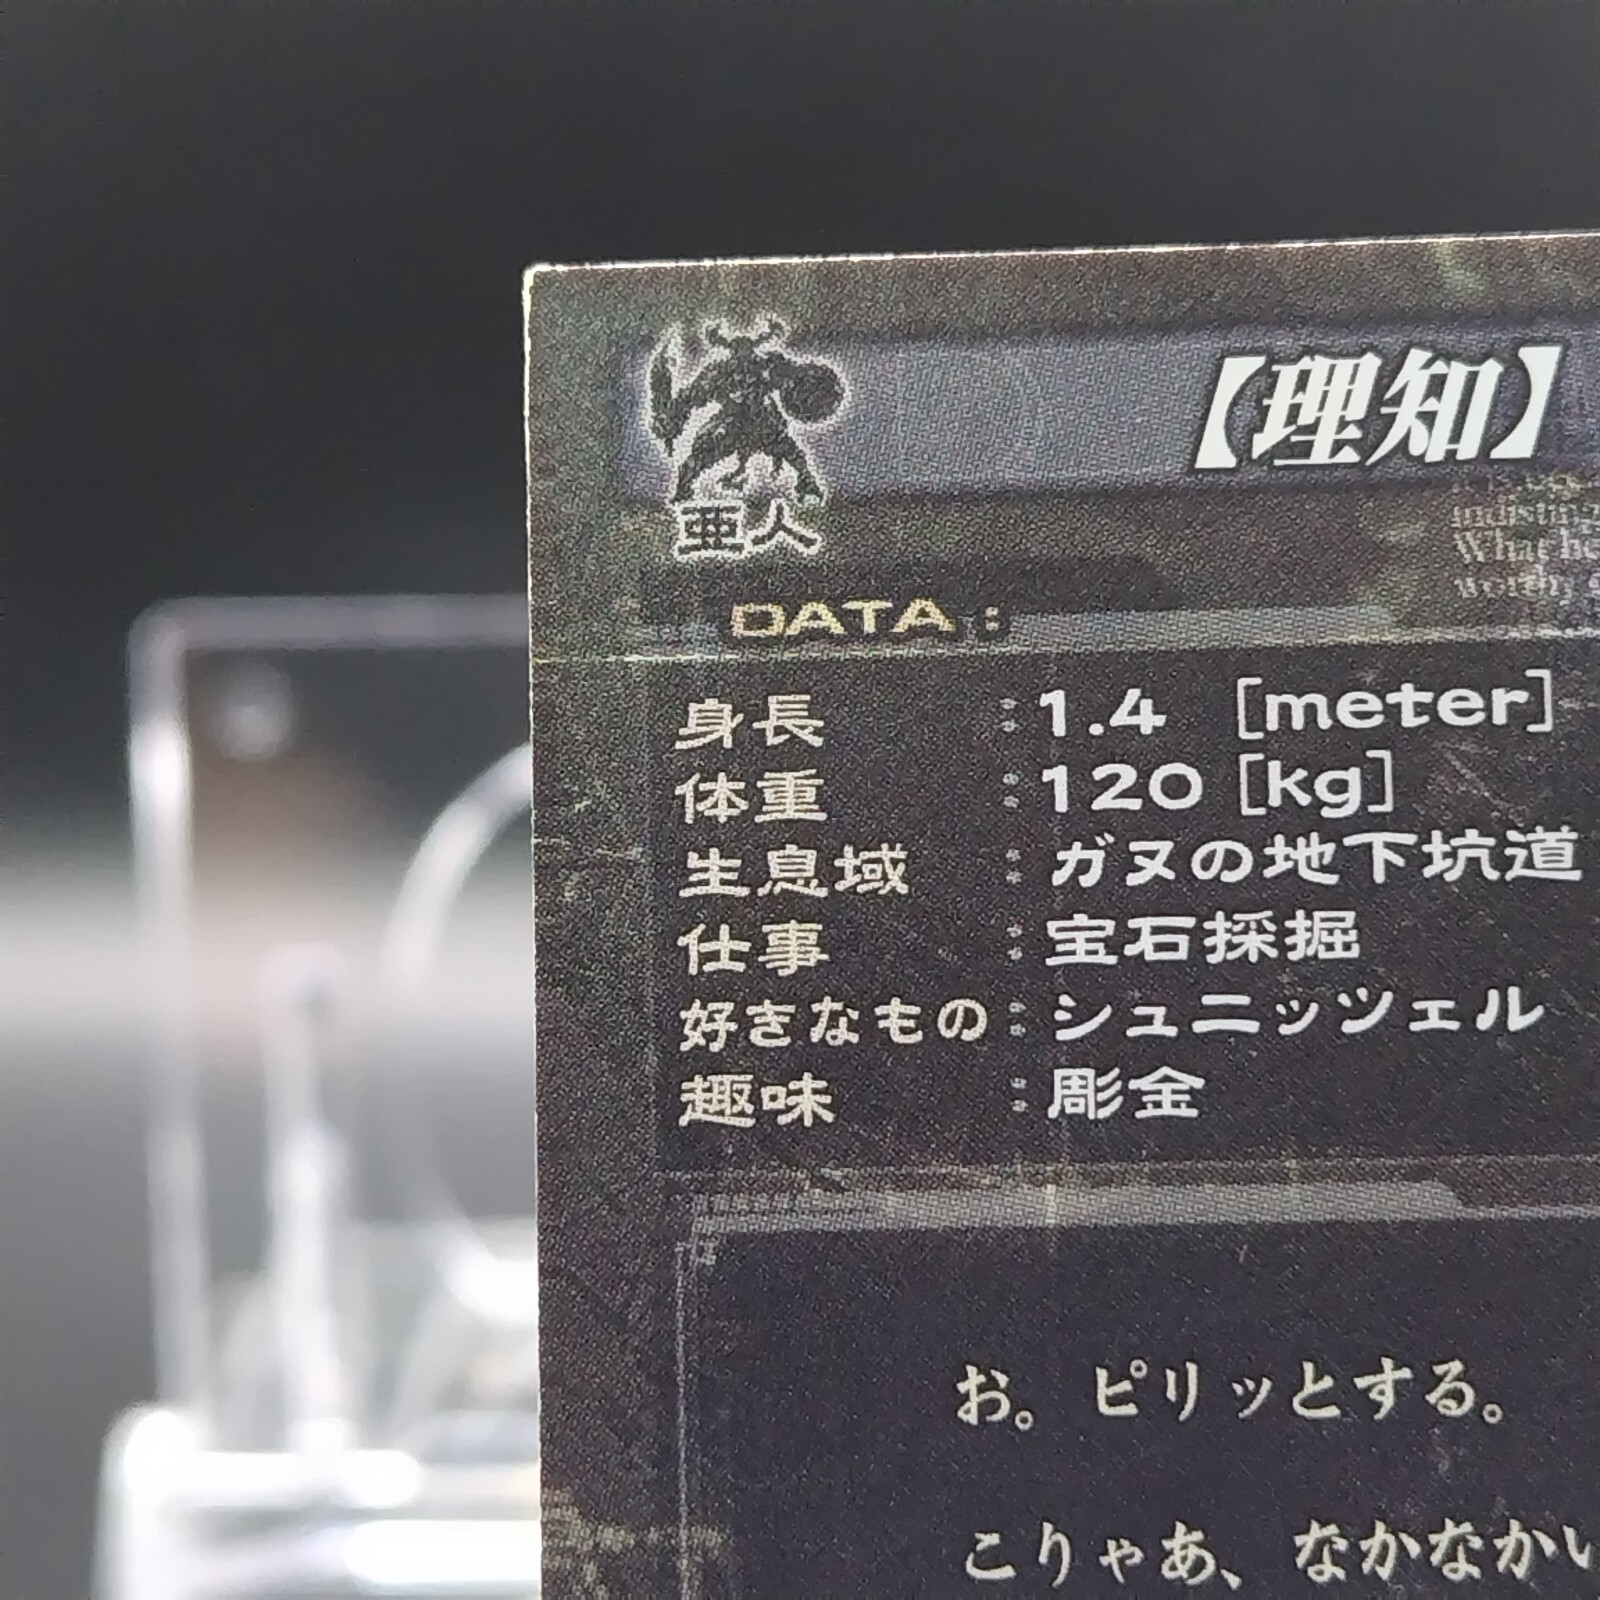 【理知】
亜人
What he
DATA :
身長 : 1.4 [meter]
体重 : 120 [kg]
生息域 : ガヌの地下坑道
仕事 : 宝石採掘
好きなもの : シュニッツェル
趣味 : 彫金
お。ピリッとする。
こりゃあ、なかなかい